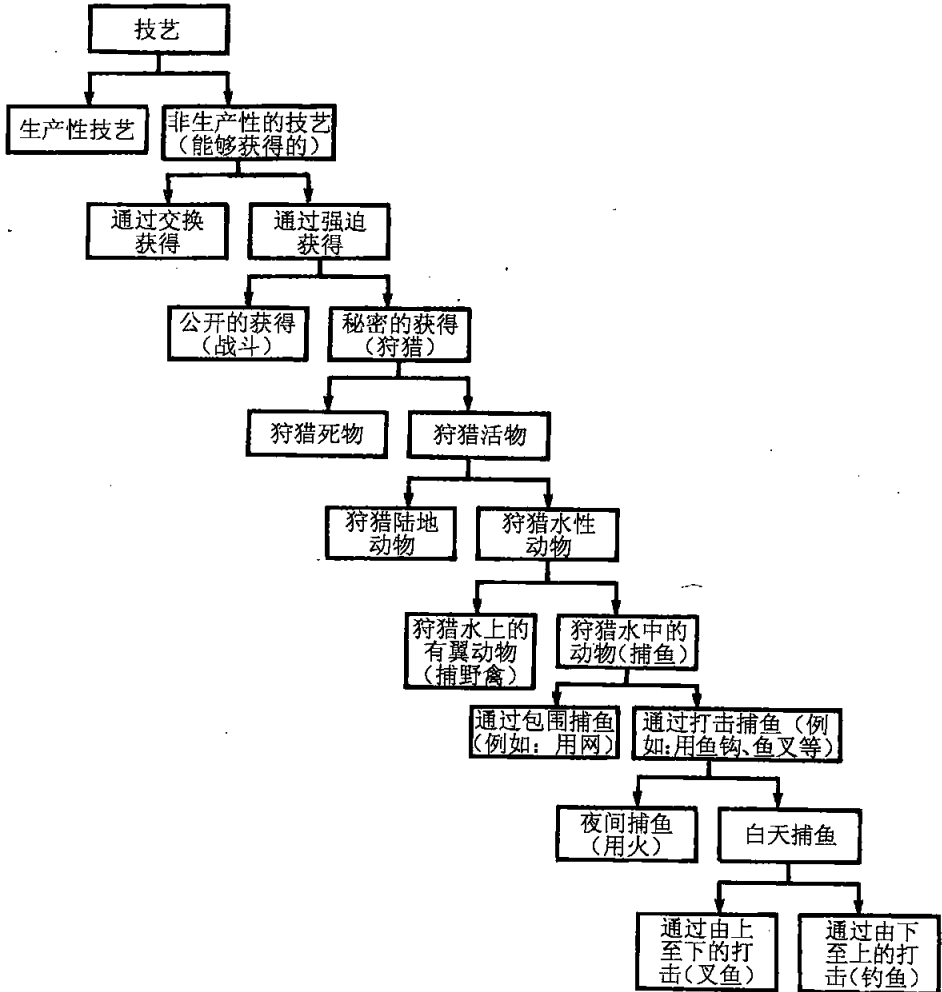 技艺
生产性技艺
非生产性的技艺
（能够获得的）
通过交换
获得
通过强迫
获得
公开的获得
（战斗）
秘密的获得
（狩猎）
狩猎死物
狩猎活物
狩猎陆地
动物
狩猎水性
动物
狩猎水上的
有翼动物
（捕野禽）
狩猎水中的
动物（捕鱼）
通过包围捕鱼
（例如：用网）
通过打击捕鱼（例
如：用鱼钩、鱼叉等）
夜间捕鱼
（用火）
白天捕鱼
通过由上
至下的打
击（叉鱼）
通过由下
至上的打
击（钓鱼）